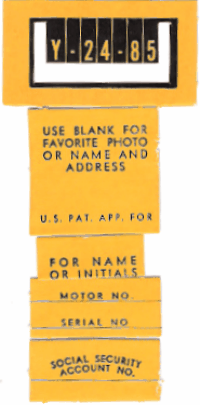 Y-24-85
USE BLANK FOR
FAVORITE PHOTO
OR NAME AND
ADDRESS
U.S. PAT. APP. FOR
FOR NAME
OR INITIALS
MOTOR NO.
SERIAL NO
SOCIAL SECURITY
ACCOUNT NO.